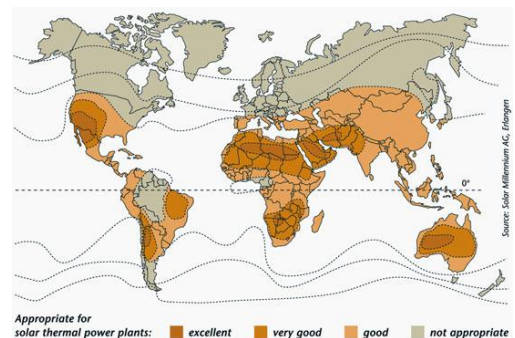 0°
Source: Solar Millennium AG, Erlangen
Appropriate for
solar thermal power plants: excellent very good good not appropriate